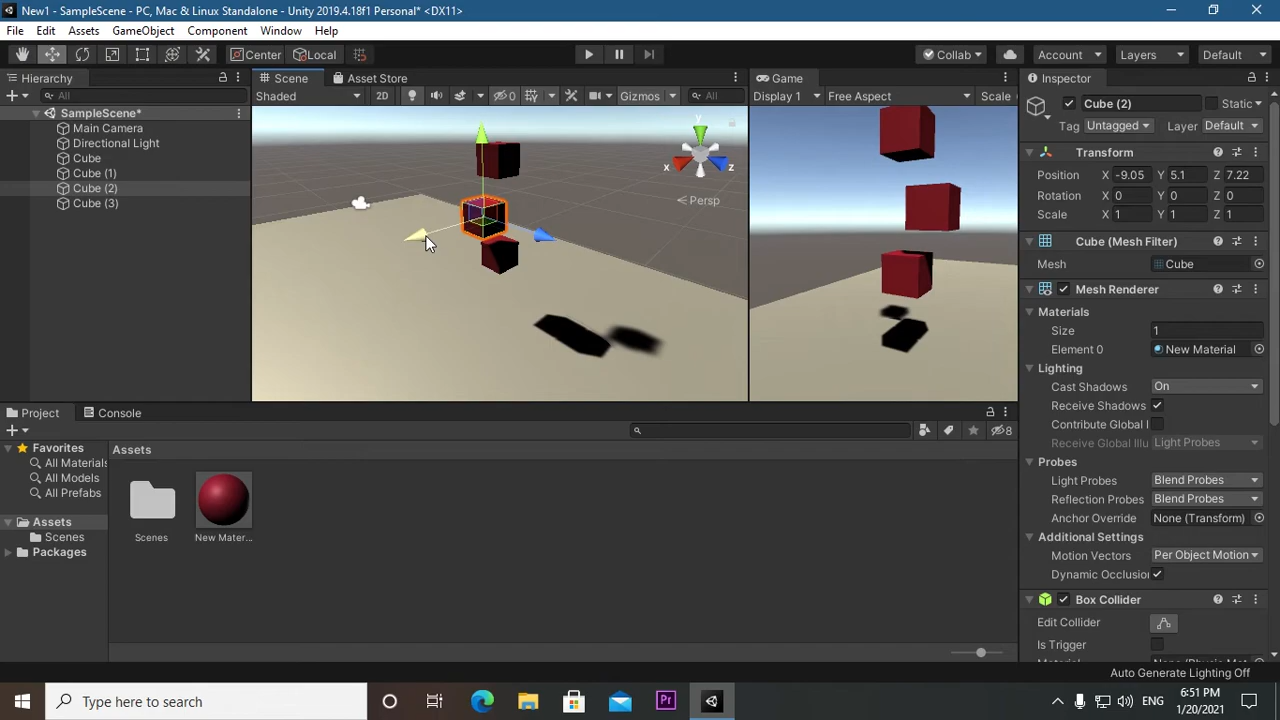 New1 - SampleScene - PC, Mac & Linux Standalone - Unity 2019.4.18f1 Personal* <DX11>
File Edit Assets GameObject Component Window Help
Center Local Collab Account Layers Default
Hierarchy
All
SampleScene*
Main Camera
Directional Light
Cube
Cube (1)
Cube (2)
Cube (3)
Scene Asset Store
Shaded 2D 0 Gizmos All
y
x z
Persp
Game
Display 1 Free Aspect Scale
Inspector
Cube (2) Static
Tag Untagged Layer Default
Transform
Position X -9.05 Y 5.1 Z 7.22
Rotation X 0 Y 0 Z 0
Scale X 1 Y 1 Z 1
Cube (Mesh Filter)
Mesh Cube
Mesh Renderer
Materials
Size 1
Element 0 New Material
Lighting
Cast Shadows On
Receive Shadows
Contribute Global I
Receive Global Illu Light Probes
Probes
Light Probes Blend Probes
Reflection Probes Blend Probes
Anchor Override None (Transform)
Additional Settings
Motion Vectors Per Object Motion
Dynamic Occlusion
Box Collider
Edit Collider
Is Trigger
Project Console
8
Favorites
All Materials
All Models
All Prefabs
Assets
Scenes
Packages
Assets
Scenes New Mater...
Auto Generate Lighting Off
Type here to search
Pr
ENG
6:51 PM
1/20/2021